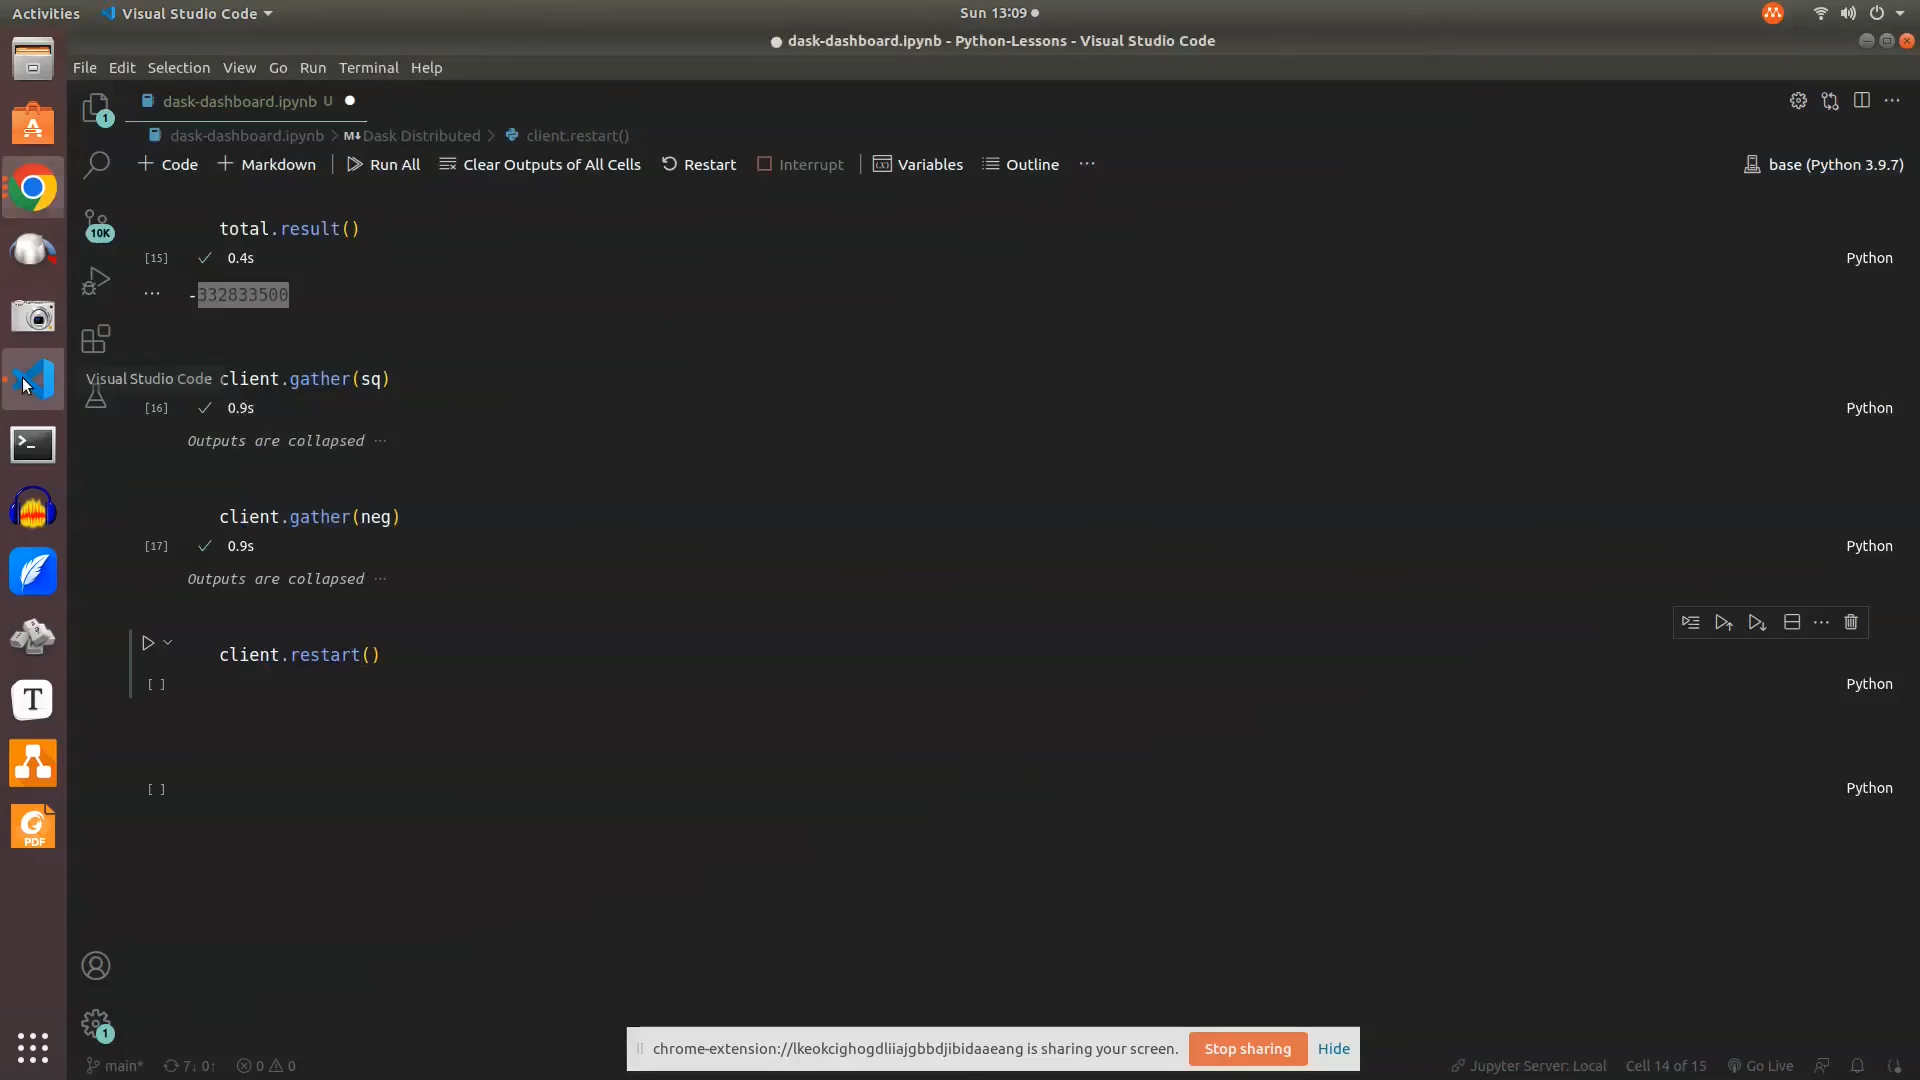 Activities Visual Studio Code Sun 13:09
dask-dashboard.ipynb - Python-Lessons - Visual Studio Code
File Edit Selection View Go Run Terminal Help
1 dask-dashboard.ipynb U
dask-dashboard.ipynb > M↓Dask Distributed > client.restart()
+ Code + Markdown Run All Clear Outputs of All Cells Restart Interrupt Variables Outline ··· base (Python 3.9.7)
10K
total.result()
[15] ✓ 0.4s Python
··· -332833500
Visual Studio Code client.gather(sq)
[16] ✓ 0.9s Python
Outputs are collapsed ···
client.gather(neg)
[17] ✓ 0.9s Python
Outputs are collapsed ···
client.restart()
[ ] Python
T
[ ] Python
PDF
1
chrome-extension://lkeokcighogdliiajgbbdjibidaaeang is sharing your screen. Stop sharing Hide
main* 7↓ 0↑ 0 0 Jupyter Server: Local Cell 14 of 15 Go Live